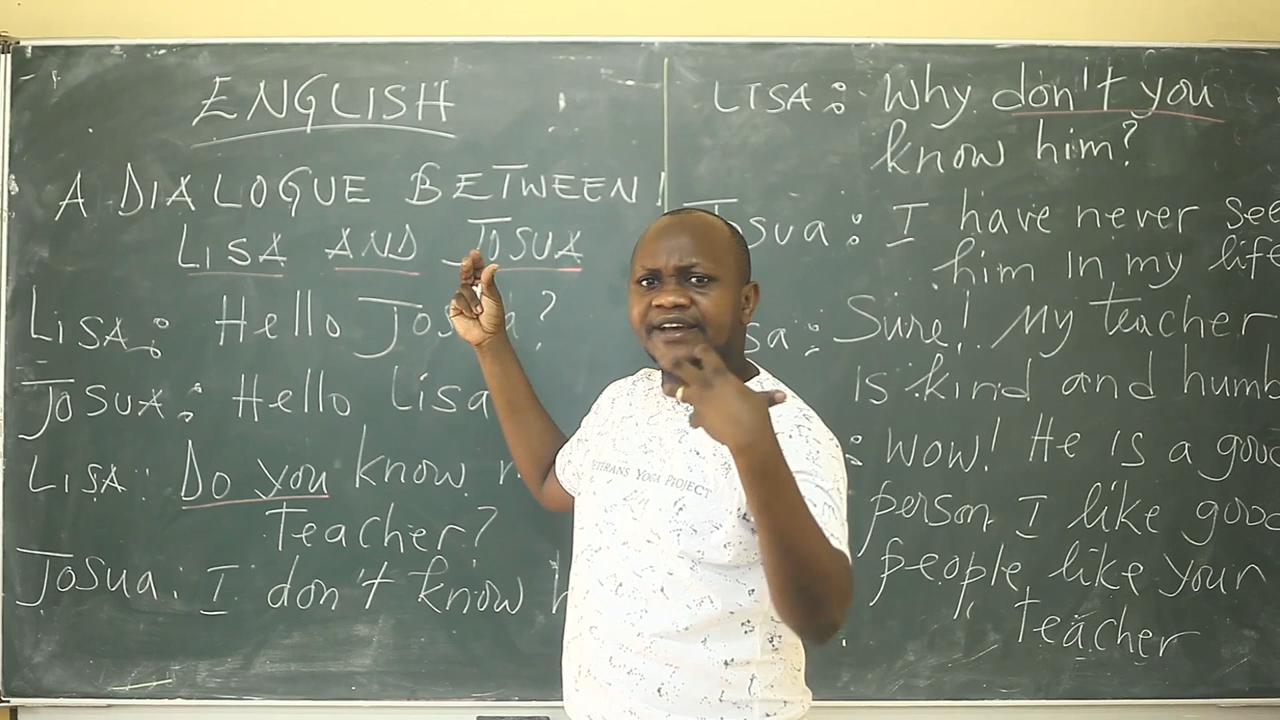 ENGLISH
A DIALOGUE BETWEEN
LISA AND JOSUA
LISA: Hello ?
JOSUA: Hello Lisa
LISA: Do you know
teacher?
Josua: I don't know
LISA: Why don't you
know him?
Josua: I have never
him in my
: Sure! My teacher
is kind and
: Wow! He is a
person I like
people like your
teacher
VETERANS YOGA PROJECT